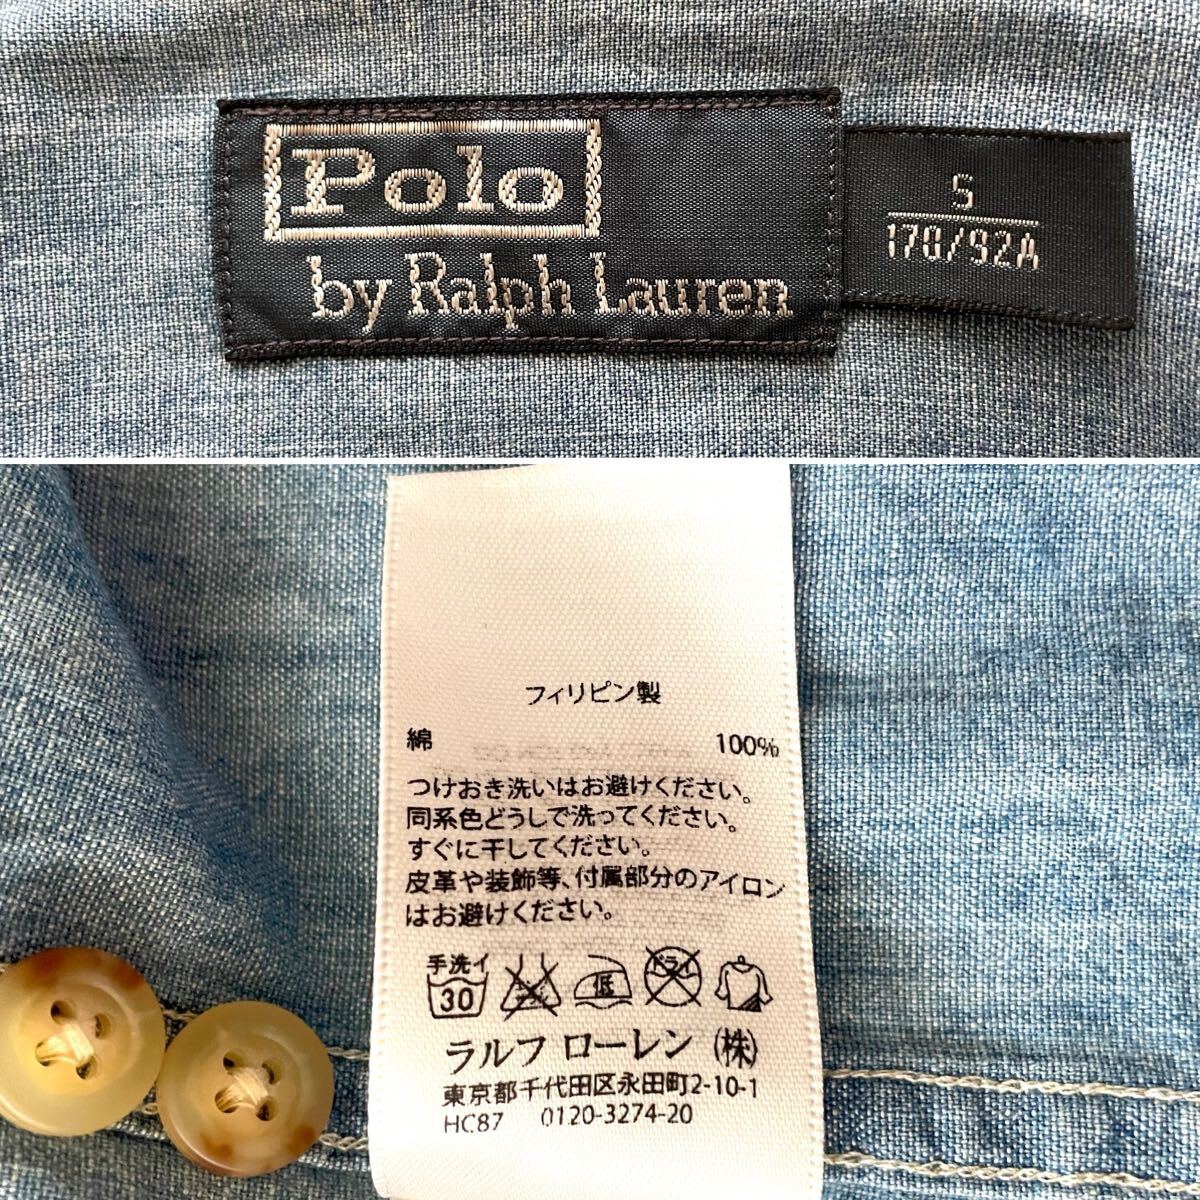 Polo
by Ralph Lauren
S
170/92A
フィリピン製
綿 100%
つけおき洗いはお避けください。
同系色どうしで洗ってください。
すぐに干してください。
皮革や装飾等、付属部分のアイロン
はお避けください。
手洗イ
30
低
ドライ
ラルフ ローレン (株)
東京都千代田区永田町2-10-1
HC87 0120-3274-20